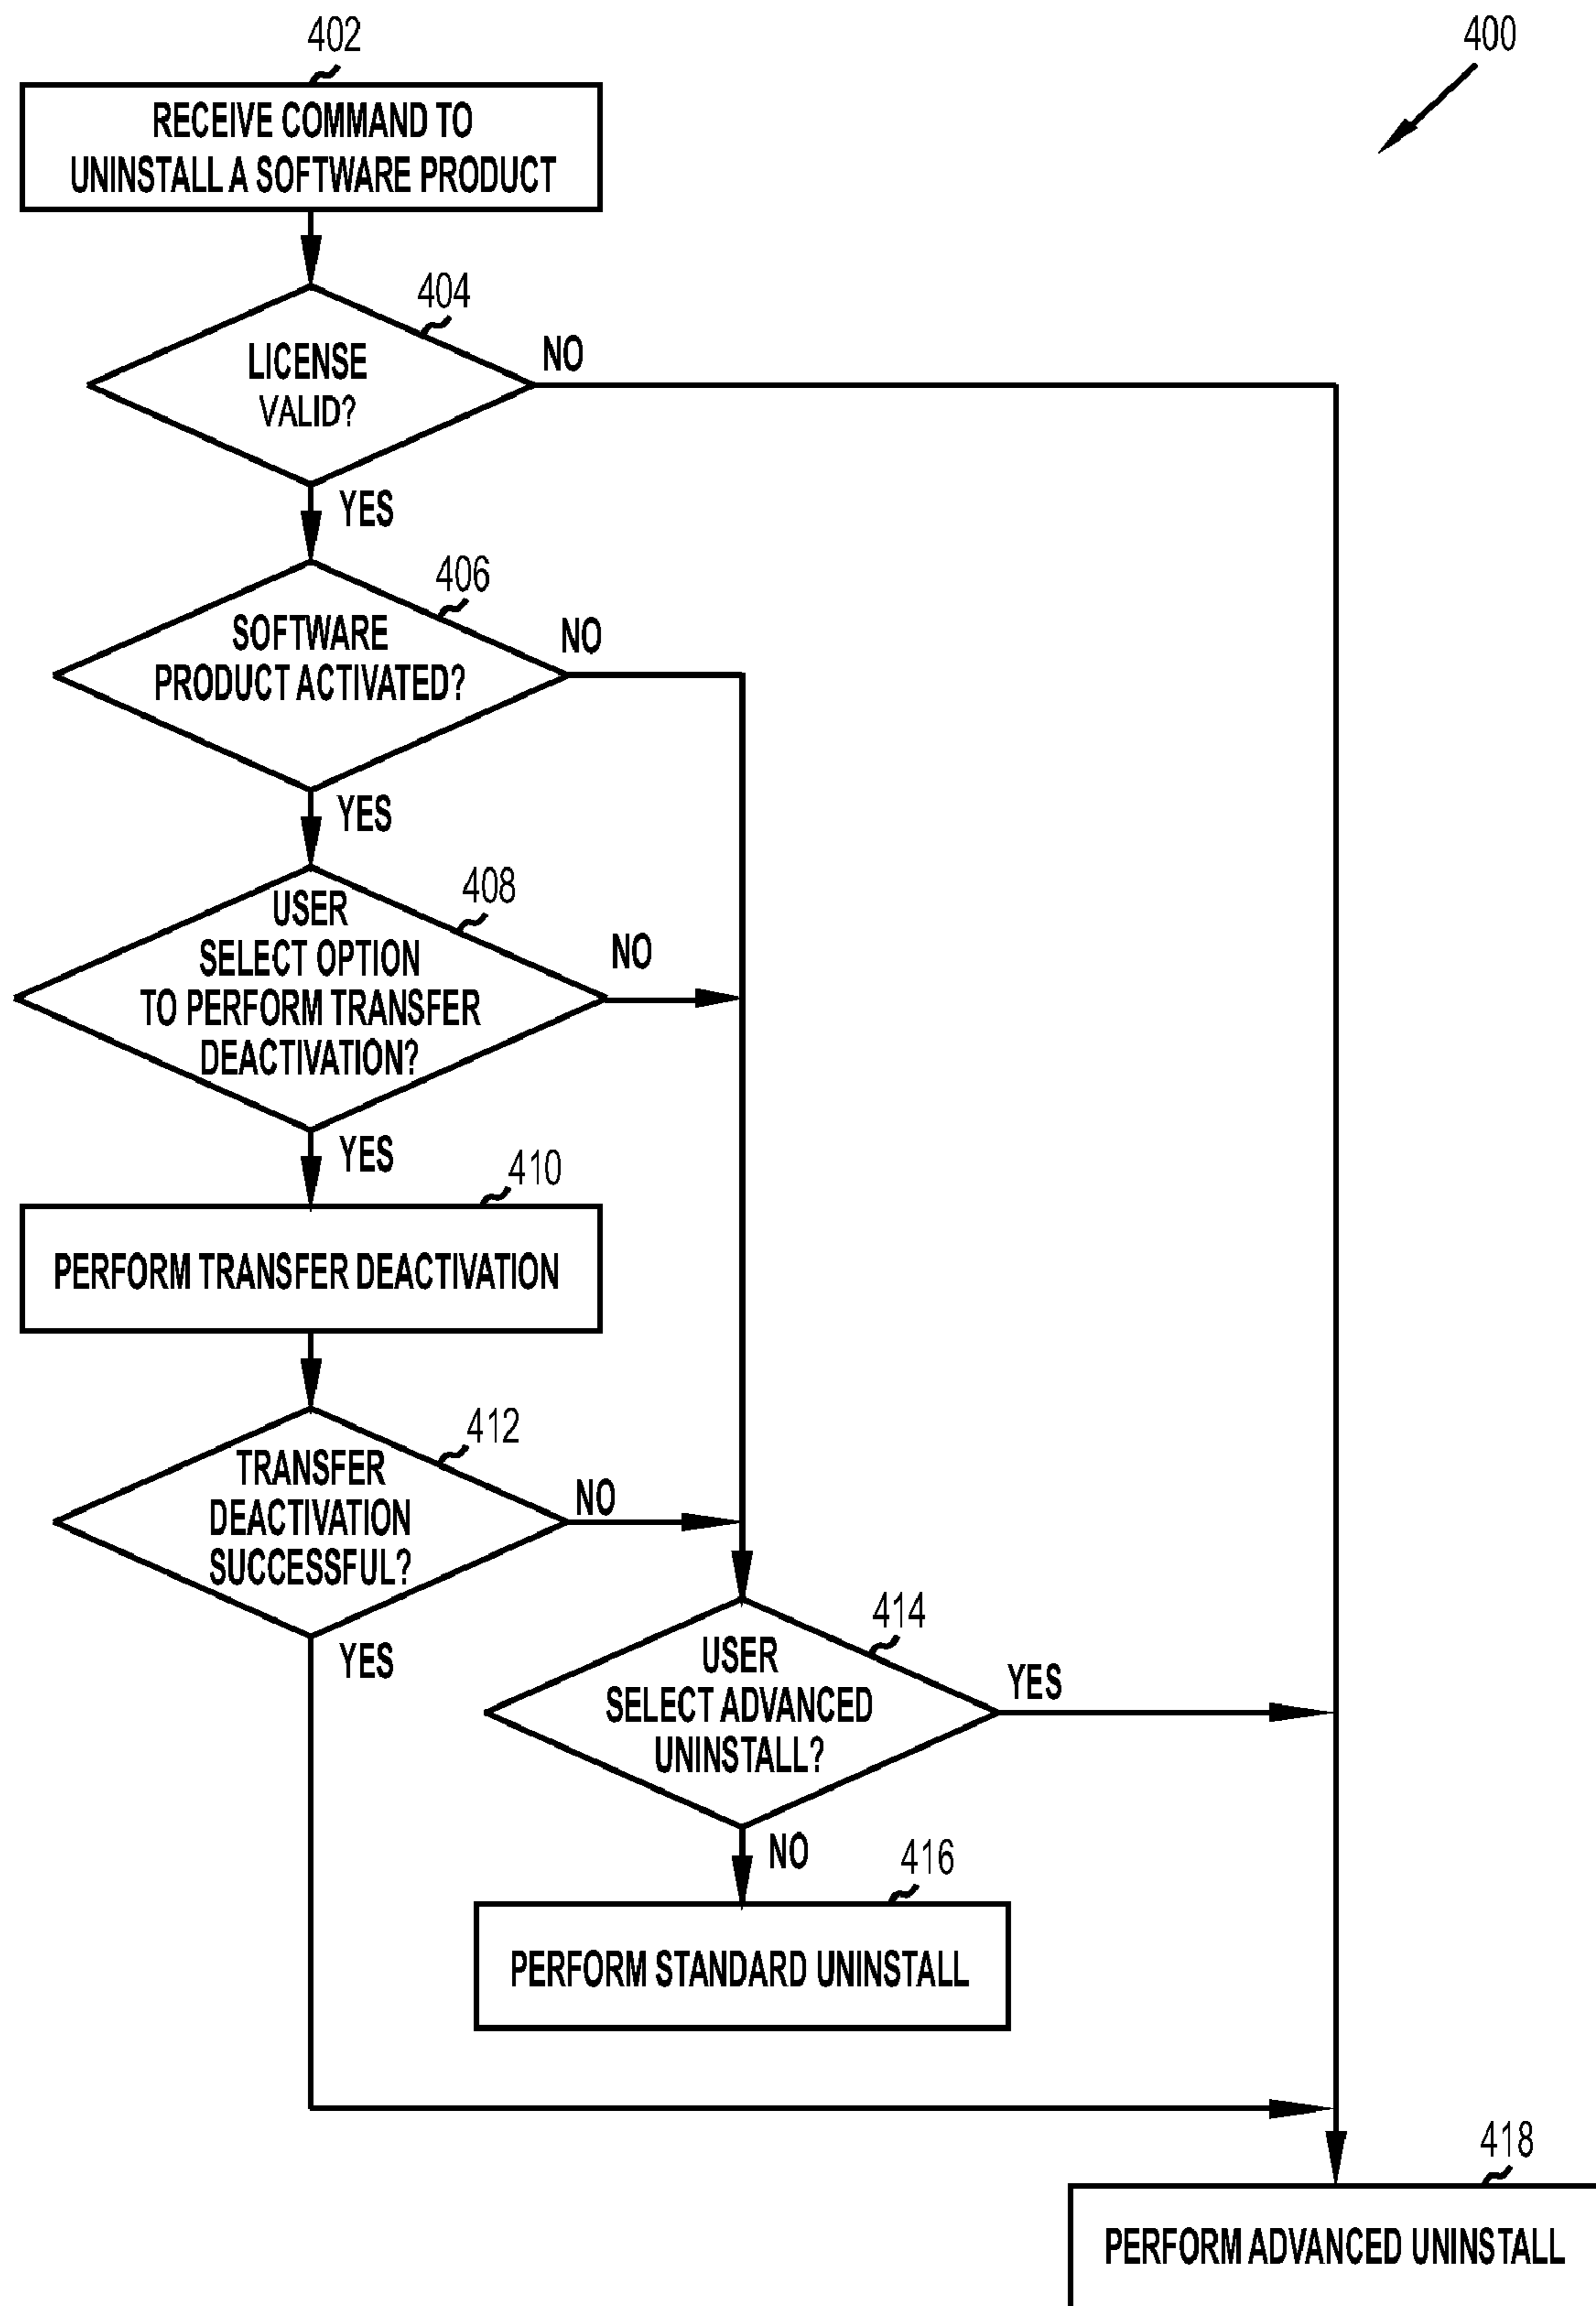 402
400
RECEIVE COMMAND TO
UNINSTALL A SOFTWARE PRODUCT
404
LICENSE
VALID?
NO
YES
406
SOFTWARE
PRODUCT ACTIVATED?
NO
YES
408
USER
SELECT OPTION
TO PERFORM TRANSFER
DEACTIVATION?
NO
YES
410
PERFORM TRANSFER DEACTIVATION
412
TRANSFER
DEACTIVATION
SUCCESSFUL?
NO
YES
414
USER
SELECT ADVANCED
UNINSTALL?
YES
NO
416
PERFORM STANDARD UNINSTALL
418
PERFORM ADVANCED UNINSTALL